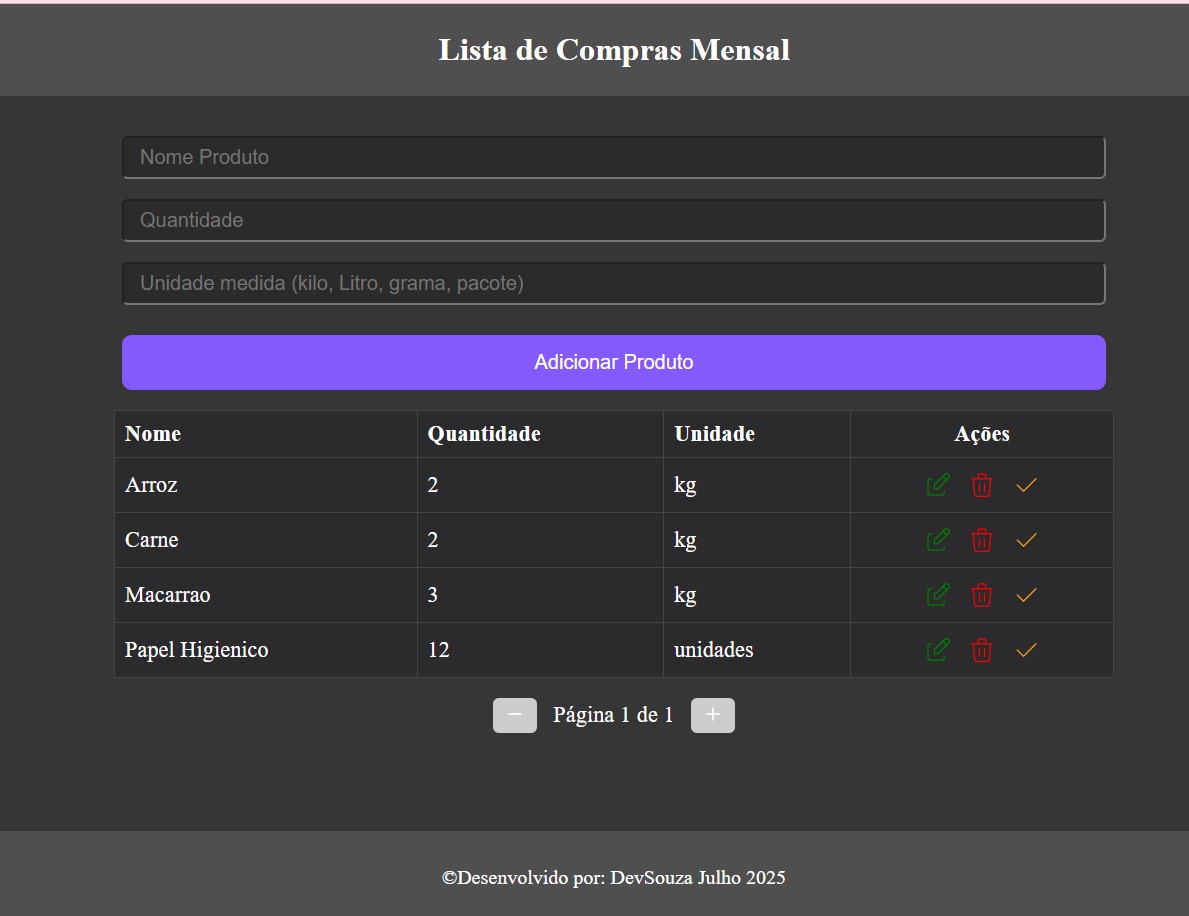 Lista de Compras Mensal
Nome Produto
Quantidade
Unidade medida (kilo, Litro, grama, pacote)
Adicionar Produto
Nome Quantidade Unidade Ações
Arroz 2 kg
Carne 2 kg
Macarrao 3 kg
Papel Higienico 12 unidades
− Página 1 de 1 +
©Desenvolvido por: DevSouza Julho 2025